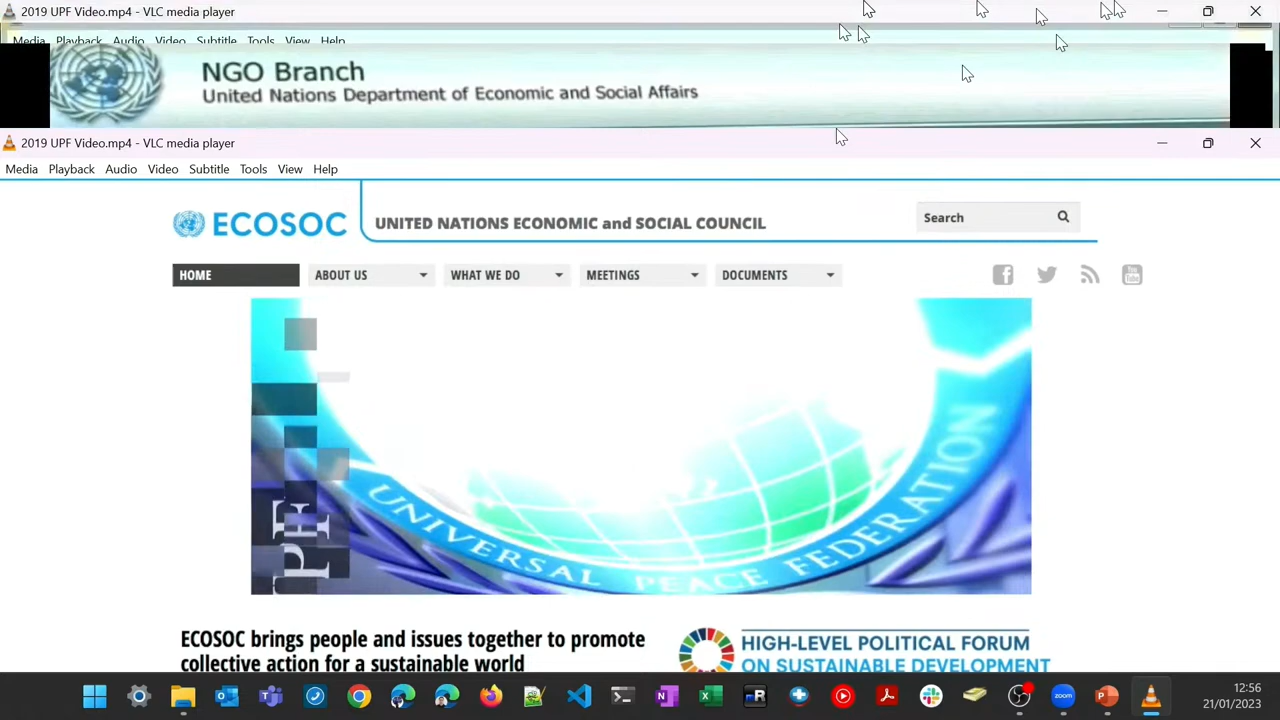 2019 UPF Video.mp4 - VLC media player
Media Playback Audio Video Subtitle Tools View Help
NGO Branch
United Nations Department of Economic and Social Affairs
2019 UPF Video.mp4 - VLC media player
Media Playback Audio Video Subtitle Tools View Help
ECOSOC
UNITED NATIONS ECONOMIC and SOCIAL COUNCIL
Search
HOME ABOUT US WHAT WE DO MEETINGS DOCUMENTS
You Tube
PF
UNIVERSAL PEACE FEDERATION
ECOSOC brings people and issues together to promote
collective action for a sustainable world
HIGH-LEVEL POLITICAL FORUM
ON SUSTAINABLE DEVELOPMENT
zoom
12:56
21/01/2023